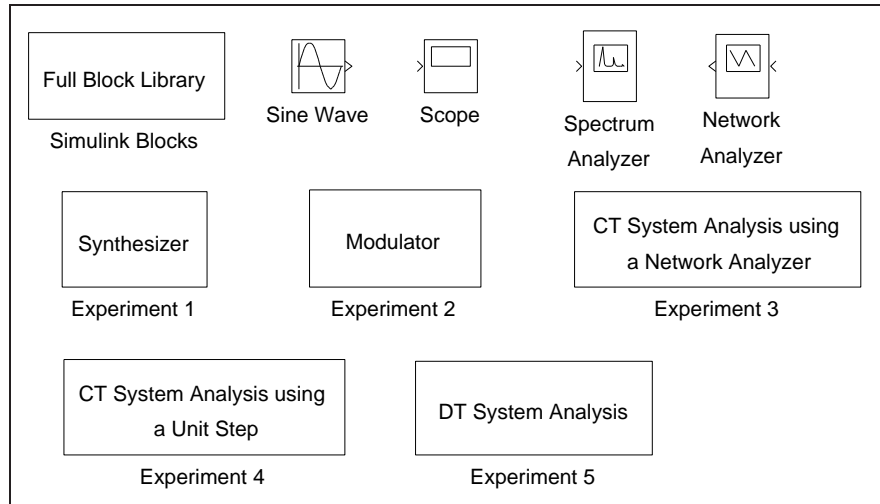 Full Block Library
Simulink Blocks
Sine Wave
Scope
Spectrum
Analyzer
Network
Analyzer
Synthesizer
Experiment 1
Modulator
Experiment 2
CT System Analysis using
a Network Analyzer
Experiment 3
CT System Analysis using
a Unit Step
Experiment 4
DT System Analysis
Experiment 5